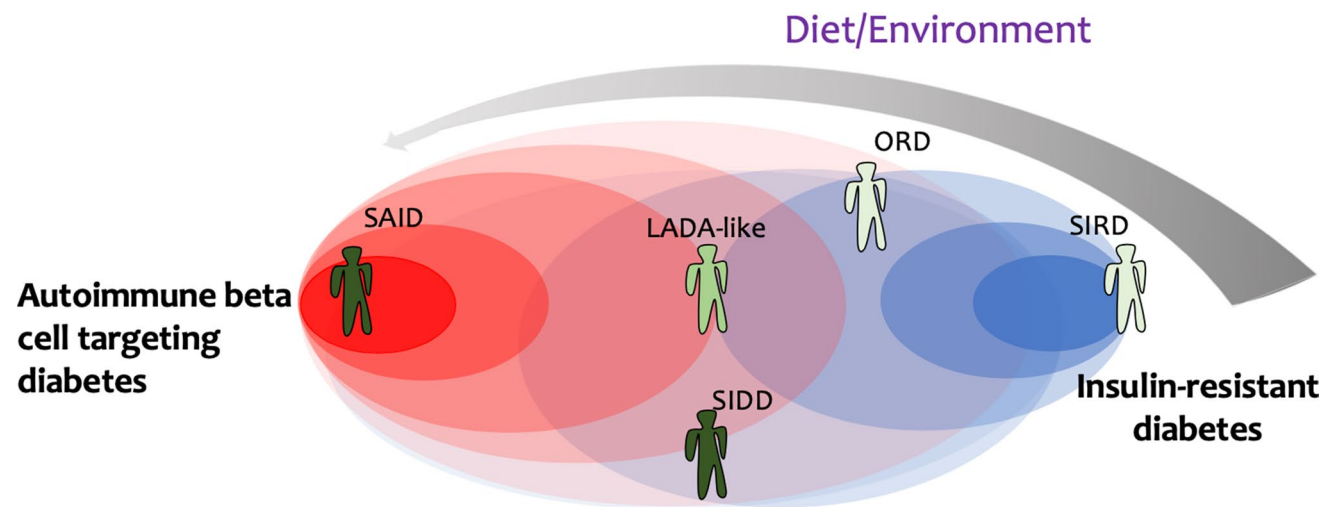 Diet/Environment
ORD
SAID
LADA-like
SIRD
Autoimmune beta
cell targeting
diabetes
SIDD
Insulin-resistant
diabetes